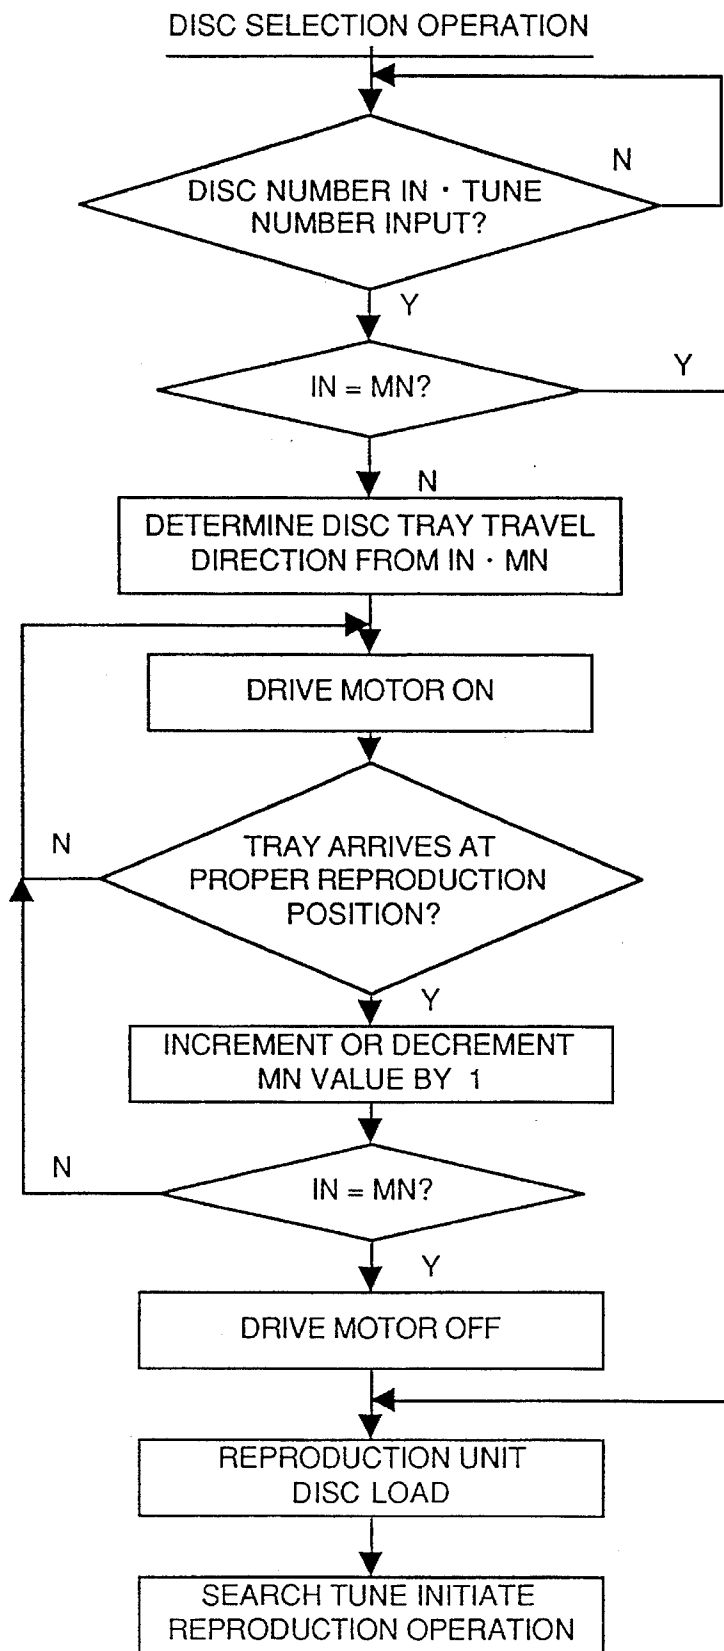 DISC SELECTION OPERATION
N
DISC NUMBER IN · TUNE
NUMBER INPUT?
Y
IN = MN?
Y
N
DETERMINE DISC TRAY TRAVEL
DIRECTION FROM IN · MN
DRIVE MOTOR ON
N
TRAY ARRIVES AT
PROPER REPRODUCTION
POSITION?
Y
INCREMENT OR DECREMENT
MN VALUE BY 1
N
IN = MN?
Y
DRIVE MOTOR OFF
REPRODUCTION UNIT
DISC LOAD
SEARCH TUNE INITIATE
REPRODUCTION OPERATION